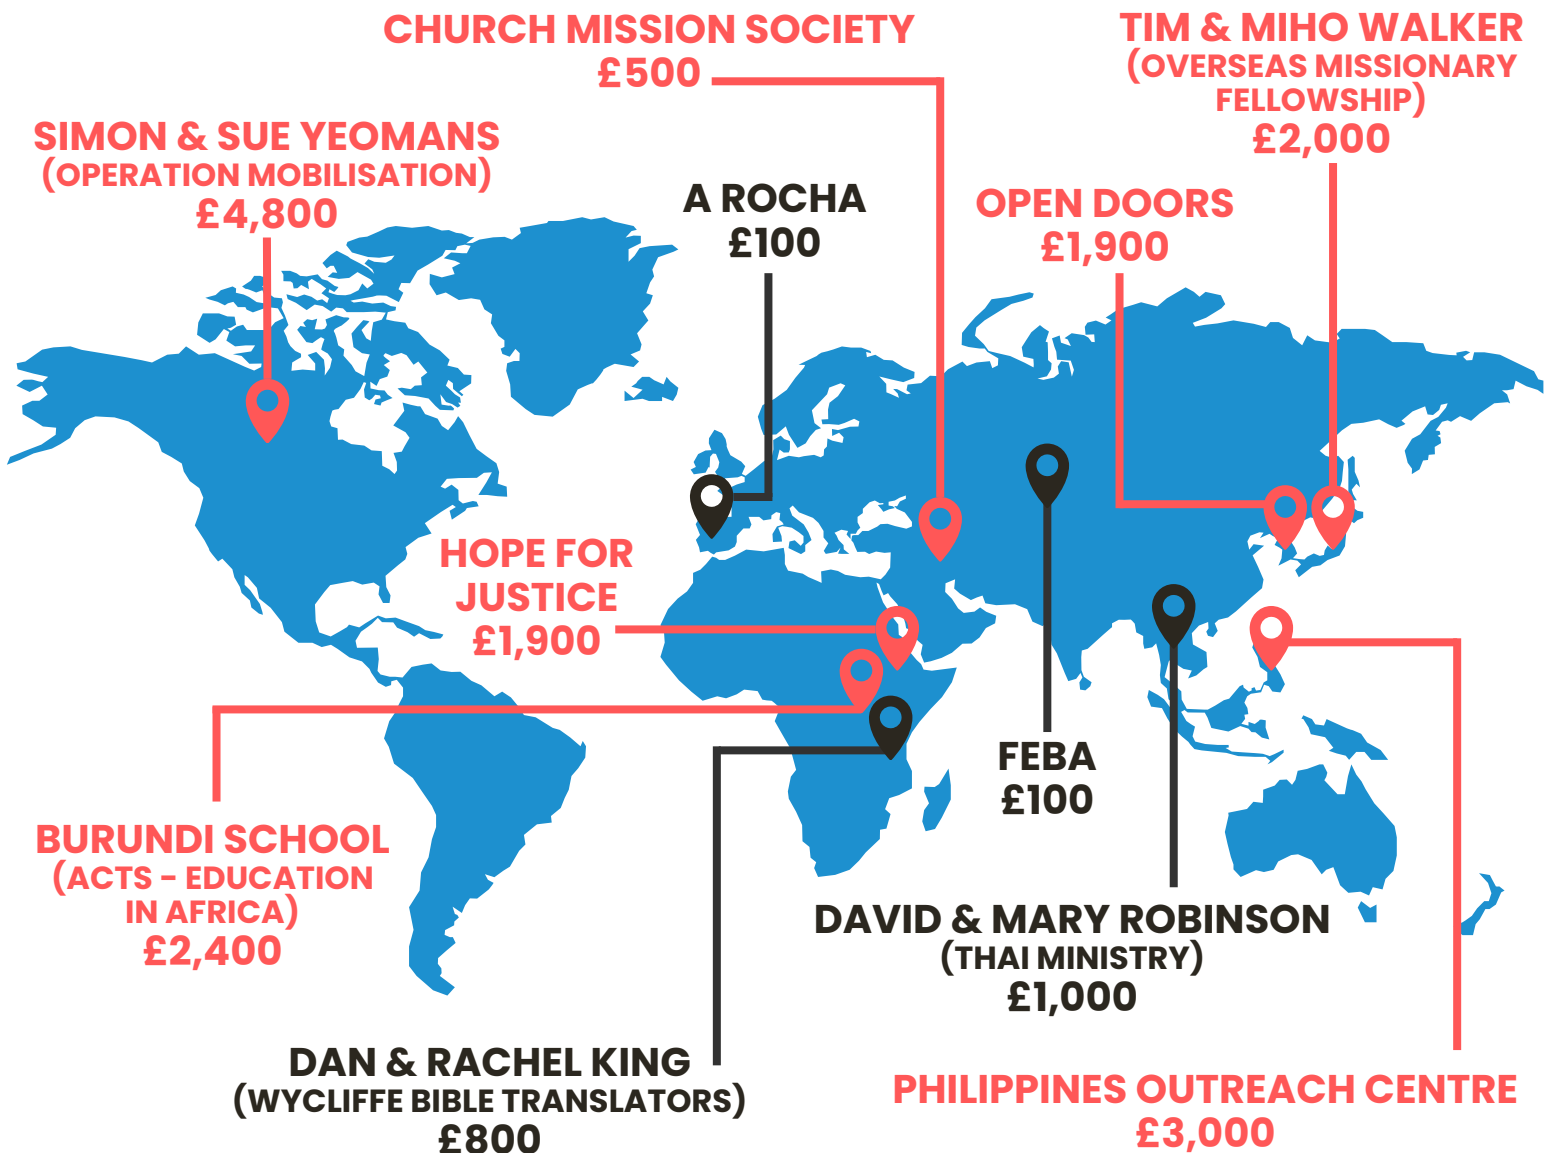 CHURCH MISSION SOCIETY
£500
TIM & MIHO WALKER
(OVERSEAS MISSIONARY
FELLOWSHIP)
£2,000
SIMON & SUE YEOMANS
(OPERATION MOBILISATION)
£4,800
A ROCHA
£100
OPEN DOORS
£1,900
HOPE FOR
JUSTICE
£1,900
FEBA
£100
BURUNDI SCHOOL
(ACTS - EDUCATION
IN AFRICA)
£2,400
DAVID & MARY ROBINSON
(THAI MINISTRY)
£1,000
DAN & RACHEL KING
(WYCLIFFE BIBLE TRANSLATORS)
£800
PHILIPPINES OUTREACH CENTRE
£3,000